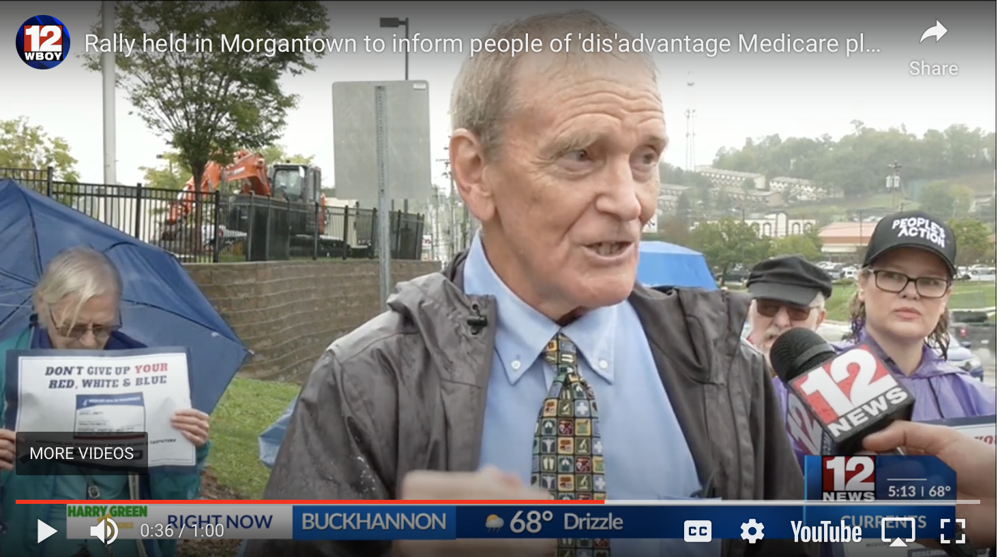 12
WBOY
Rally held in Morgantown to inform people of 'dis'advantage Medicare pl...
Share
PEOPLE'S
ACTION
DON'T GIVE UP YOUR
RED, WHITE & BLUE
MORE VIDEOS
12
NEWS
12
12
NEWS
5:13 | 68°
HARRY GREEN
RIGHT NOW
BUCKHANNON
68° Drizzle
CURRENTS
0:36 / 1:00
CC
YouTube